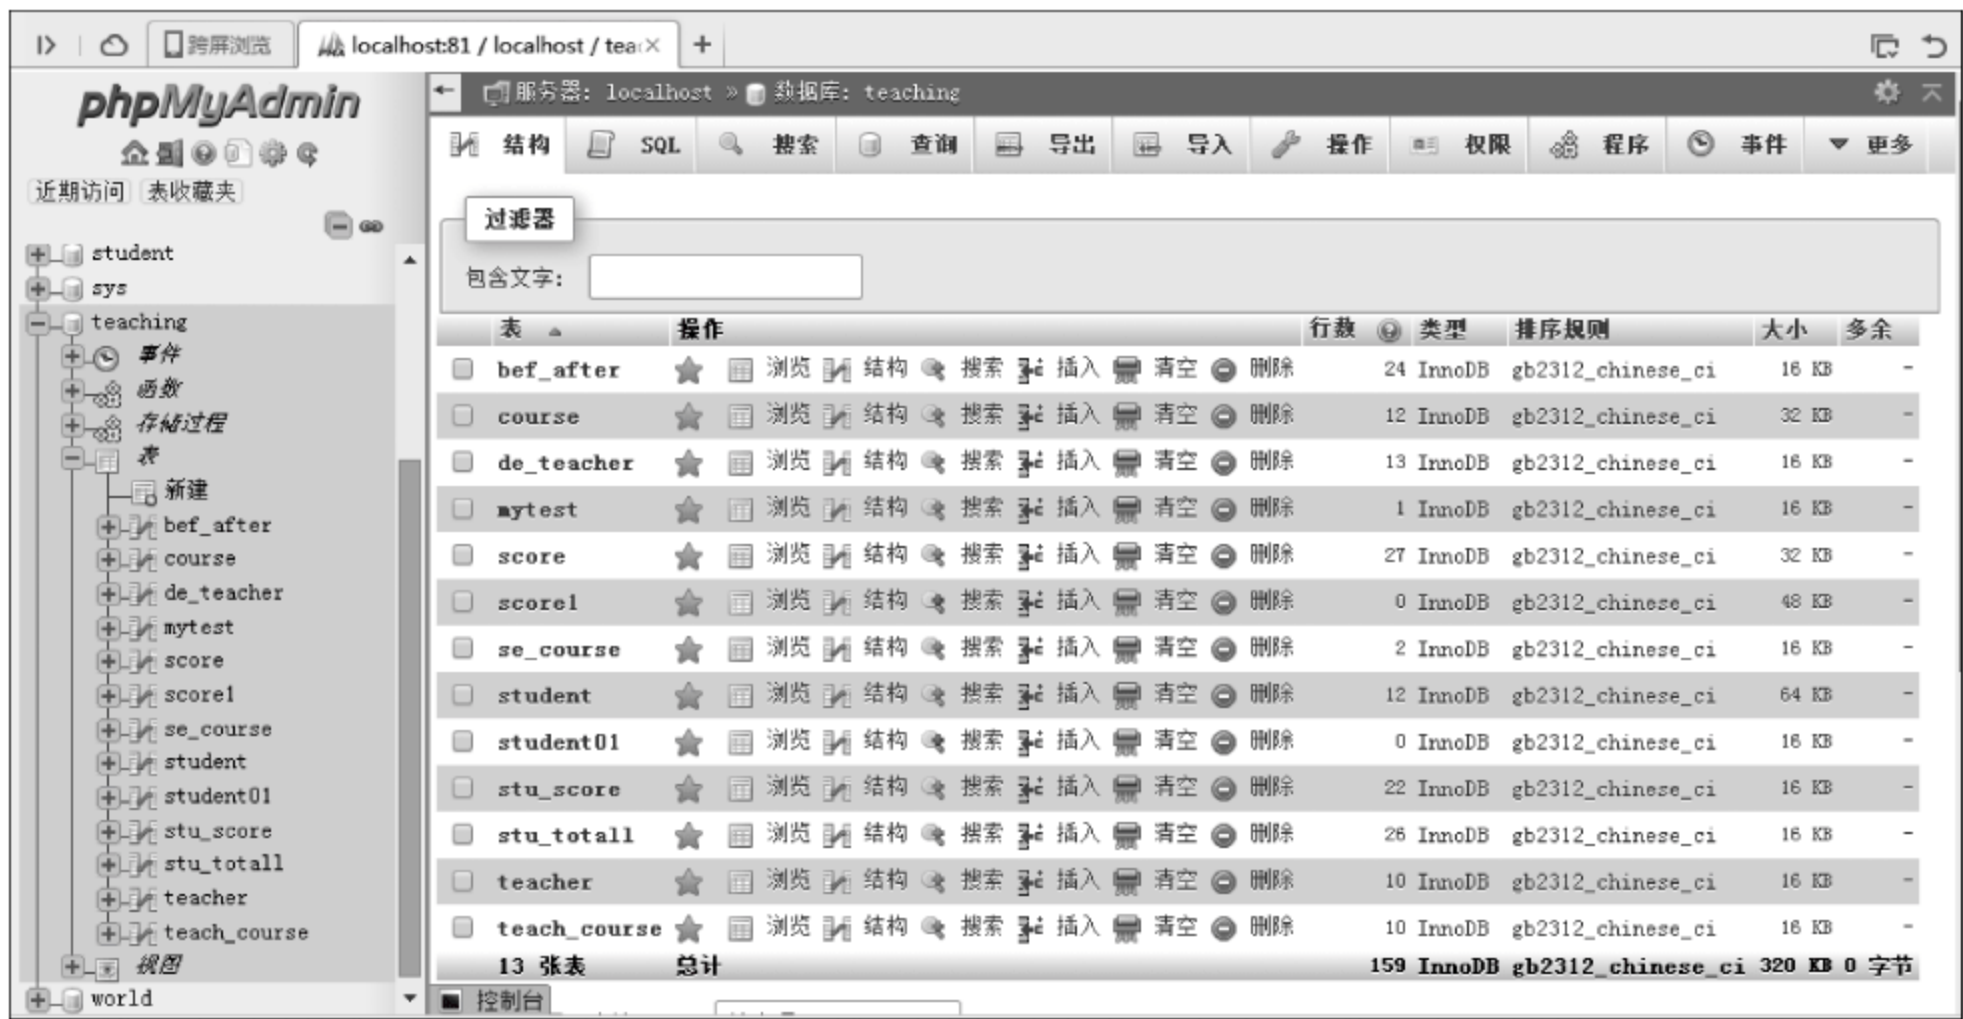 跨屏浏览
localhost:81 / localhost / tea
phpMyAdmin
近期访问 表收藏夹
student
sys
teaching
事件
函数
存储过程
表
新建
bef_after
course
de_teacher
mytest
score
score1
se_course
student
student01
stu_score
stu_totall
teacher
teach_course
视图
world
服务器: localhost » 数据库: teaching
结构 SQL 搜索 查询 导出 导入 操作 权限 程序 事件 更多
过滤器
包含文字:
表 操作 行数 类型 排序规则 大小 多余
bef_after 浏览 结构 搜索 插入 清空 删除 24 InnoDB gb2312_chinese_ci 16 KB -
course 浏览 结构 搜索 插入 清空 删除 12 InnoDB gb2312_chinese_ci 32 KB -
de_teacher 浏览 结构 搜索 插入 清空 删除 13 InnoDB gb2312_chinese_ci 16 KB -
mytest 浏览 结构 搜索 插入 清空 删除 1 InnoDB gb2312_chinese_ci 16 KB -
score 浏览 结构 搜索 插入 清空 删除 27 InnoDB gb2312_chinese_ci 32 KB -
score1 浏览 结构 搜索 插入 清空 删除 0 InnoDB gb2312_chinese_ci 48 KB -
se_course 浏览 结构 搜索 插入 清空 删除 2 InnoDB gb2312_chinese_ci 16 KB -
student 浏览 结构 搜索 插入 清空 删除 12 InnoDB gb2312_chinese_ci 64 KB -
student01 浏览 结构 搜索 插入 清空 删除 0 InnoDB gb2312_chinese_ci 16 KB -
stu_score 浏览 结构 搜索 插入 清空 删除 22 InnoDB gb2312_chinese_ci 16 KB -
stu_totall 浏览 结构 搜索 插入 清空 删除 26 InnoDB gb2312_chinese_ci 16 KB -
teacher 浏览 结构 搜索 插入 清空 删除 10 InnoDB gb2312_chinese_ci 16 KB -
teach_course 浏览 结构 搜索 插入 清空 删除 10 InnoDB gb2312_chinese_ci 16 KB -
13 张表 总计 159 InnoDB gb2312_chinese_ci 320 KB 0 字节
控制台